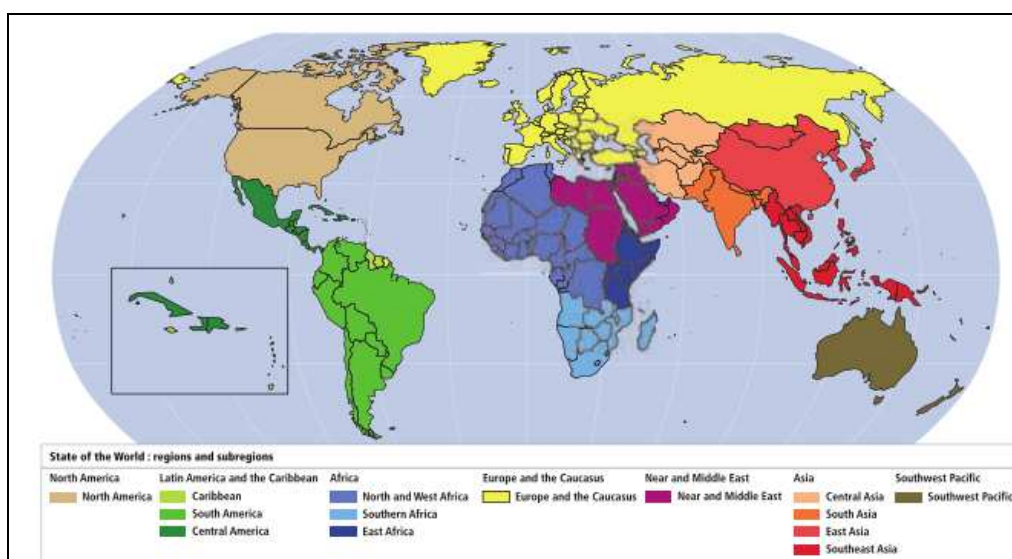 State of the World : regions and subregions
North America
North America
Latin America and the Caribbean
Caribbean
South America
Central America
Africa
North and West Africa
Southern Africa
East Africa
Europe and the Caucasus
Europe and the Caucasus
Near and Middle East
Near and Middle East
Asia
Central Asia
South Asia
East Asia
Southeast Asia
Southwest Pacific
Southwest Pacific